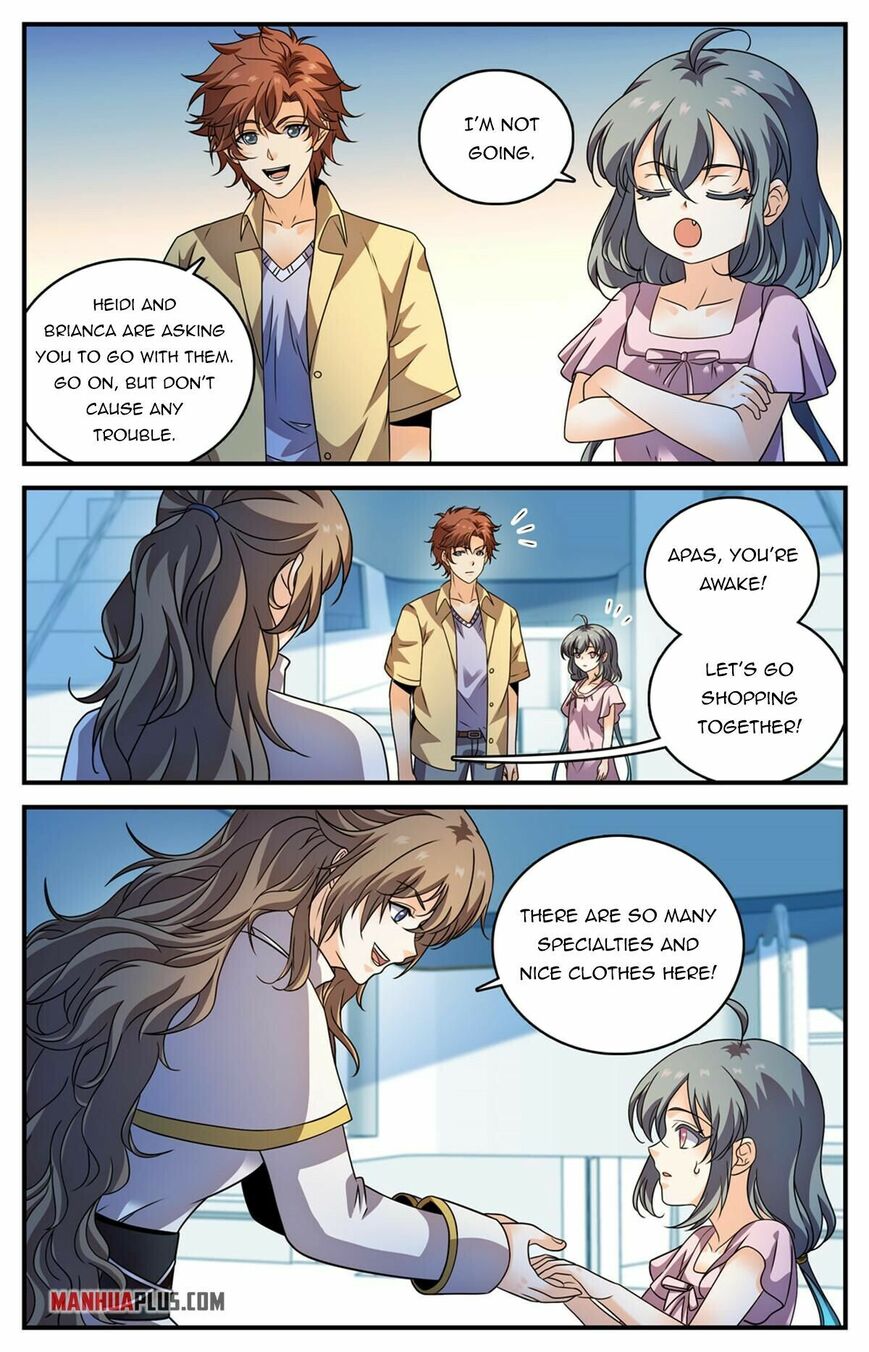 HEIDI AND
BRIANCA ARE ASKING
YOU TO GO WITH THEM.
GO ON, BUT DON'T
CAUSE ANY
TROUBLE.
I'M NOT
GOING.
APAS, YOU'RE
AWAKE!
LET'S GO
SHOPPING
TOGETHER!
THERE ARE SO MANY
SPECIALTIES AND
NICE CLOTHES HERE!
MANHUAPLUS.COM